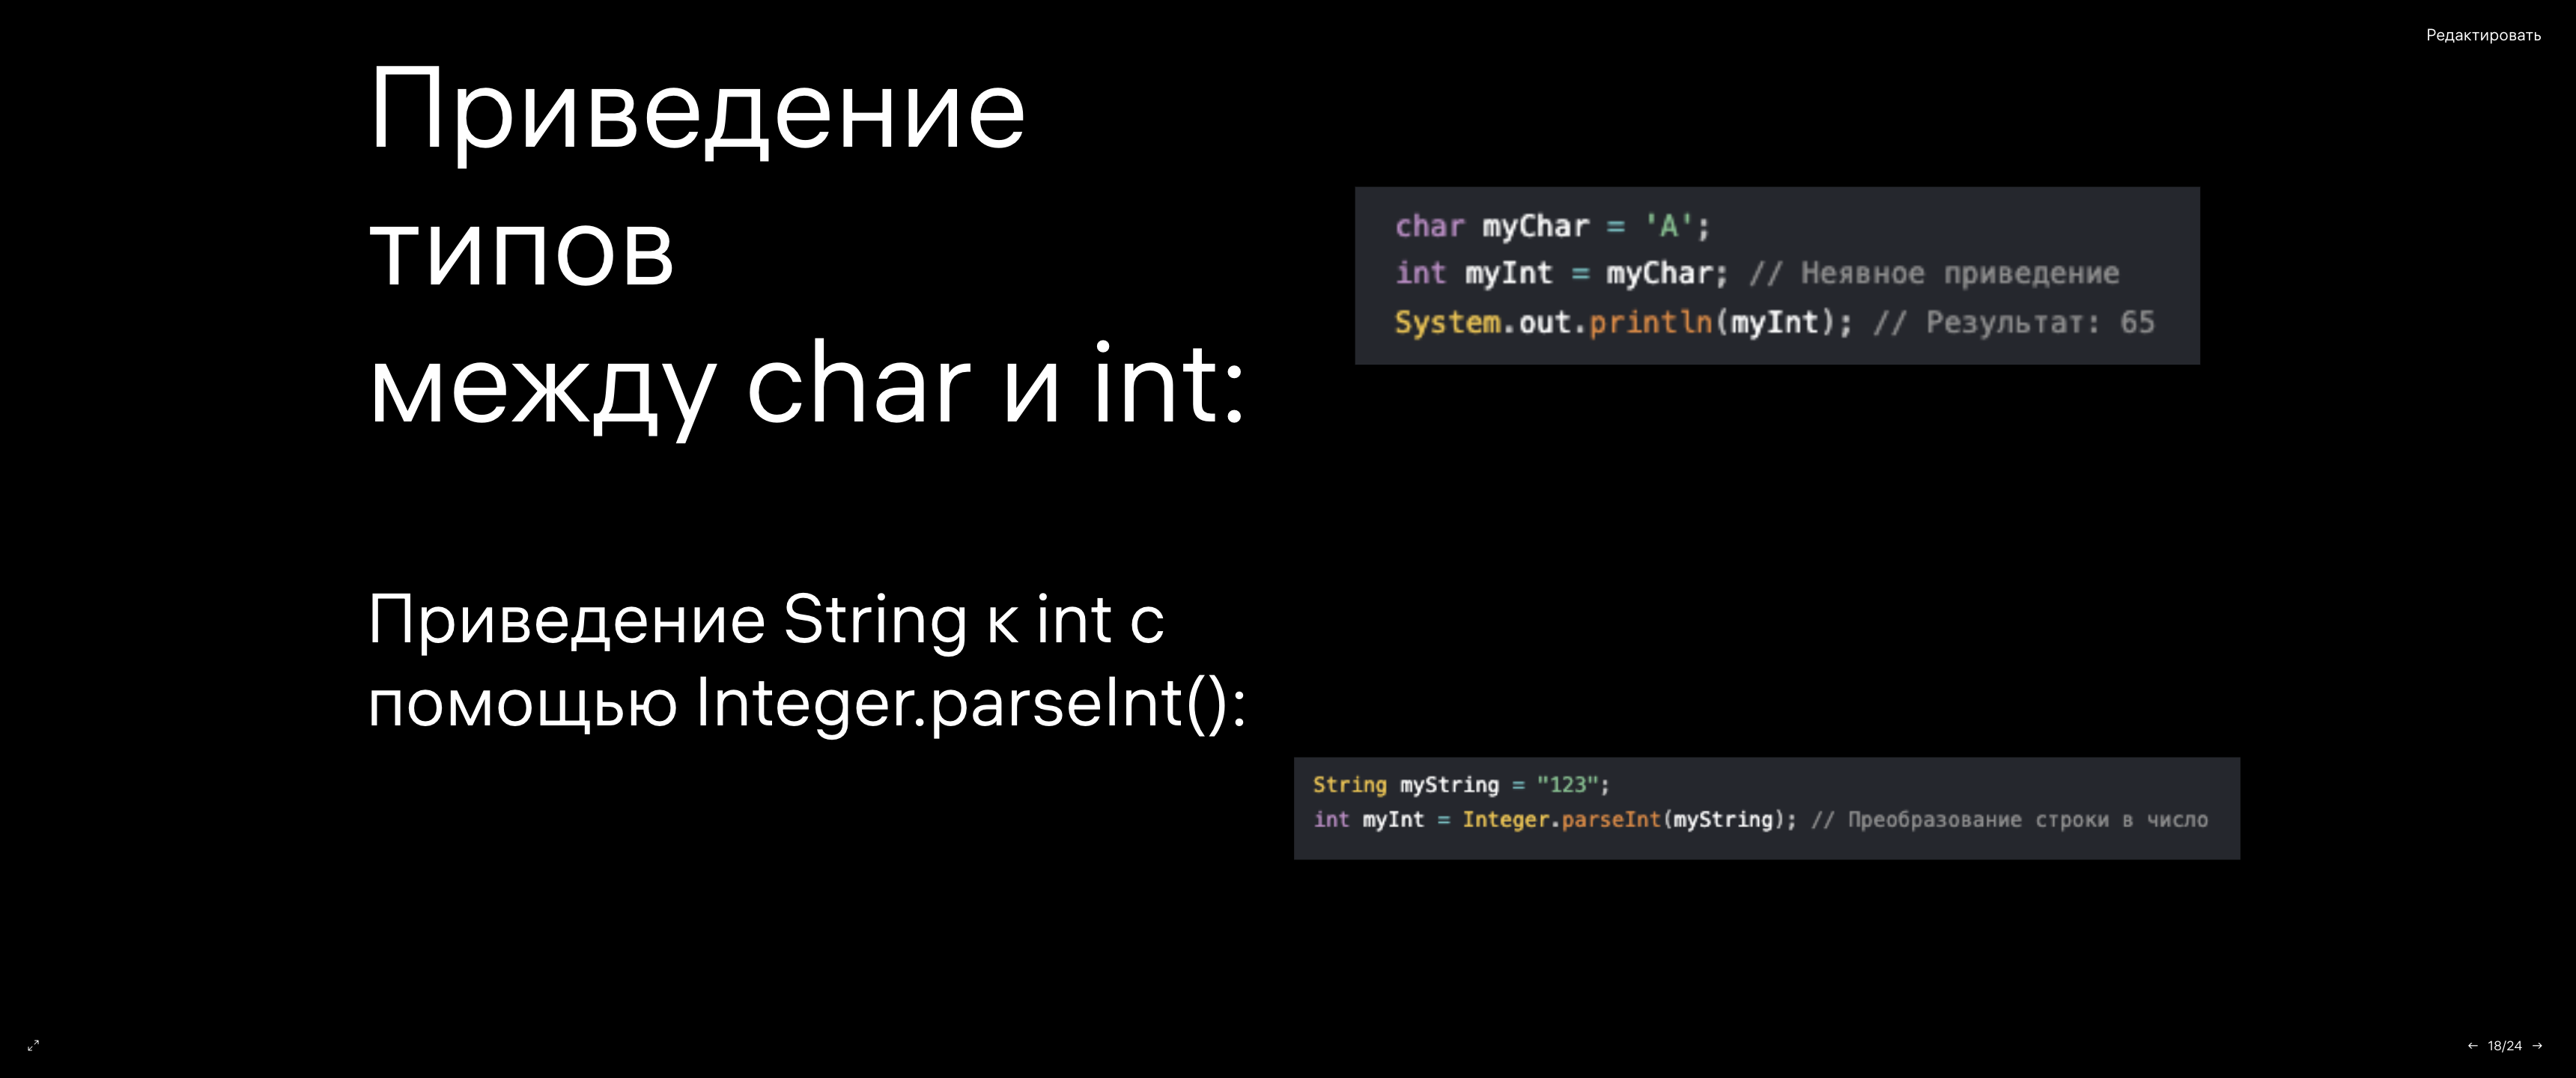 Редактировать
Приведение
типов
между char и int:
char myChar = 'A';
int myInt = myChar; // Неявное приведение
System.out.println(myInt); // Результат: 65
Приведение String к int с
помощью Integer.parseInt():
String myString = "123";
int myInt = Integer.parseInt(myString); // Преобразование строки в число
← 18/24 →